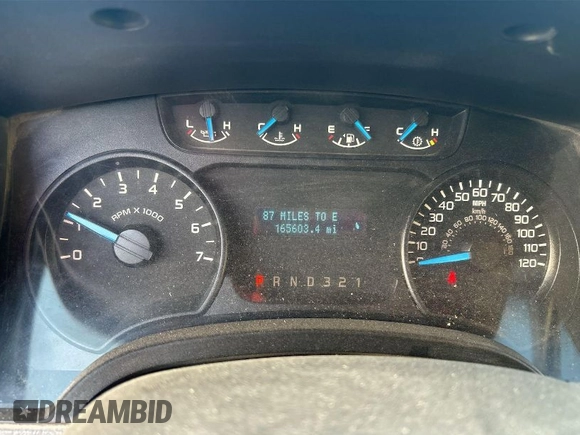 L H C H E F C H
0 1 2 3 4 5 6 7
RPM X 1000
87 MILES TO E
165603.4 mi
R N D 3 2 1
0 10 20 30 40 50 60 70 80 90 100 110 120
MPH
km/h
DREAMBID